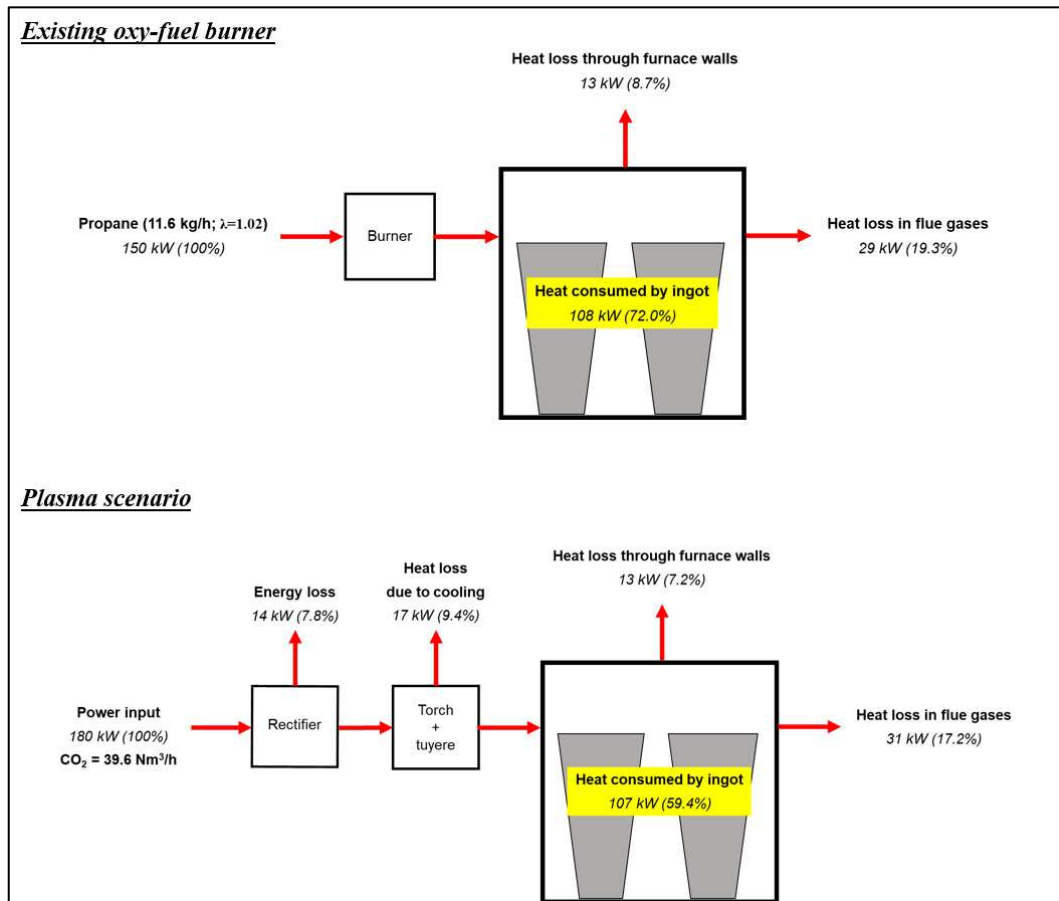 Existing oxy-fuel burner
Heat loss through furnace walls
13 kW (8.7%)
Propane (11.6 kg/h; λ=1.02)
150 kW (100%)
Burner
Heat loss in flue gases
29 kW (19.3%)
Heat consumed by ingot
108 kW (72.0%)
Plasma scenario
Heat loss through furnace walls
13 kW (7.2%)
Energy loss
14 kW (7.8%)
Heat loss
due to cooling
17 kW (9.4%)
Power input
180 kW (100%)
CO₂ = 39.6 Nm³/h
Rectifier
Torch
+
tuyere
Heat loss in flue gases
31 kW (17.2%)
Heat consumed by ingot
107 kW (59.4%)